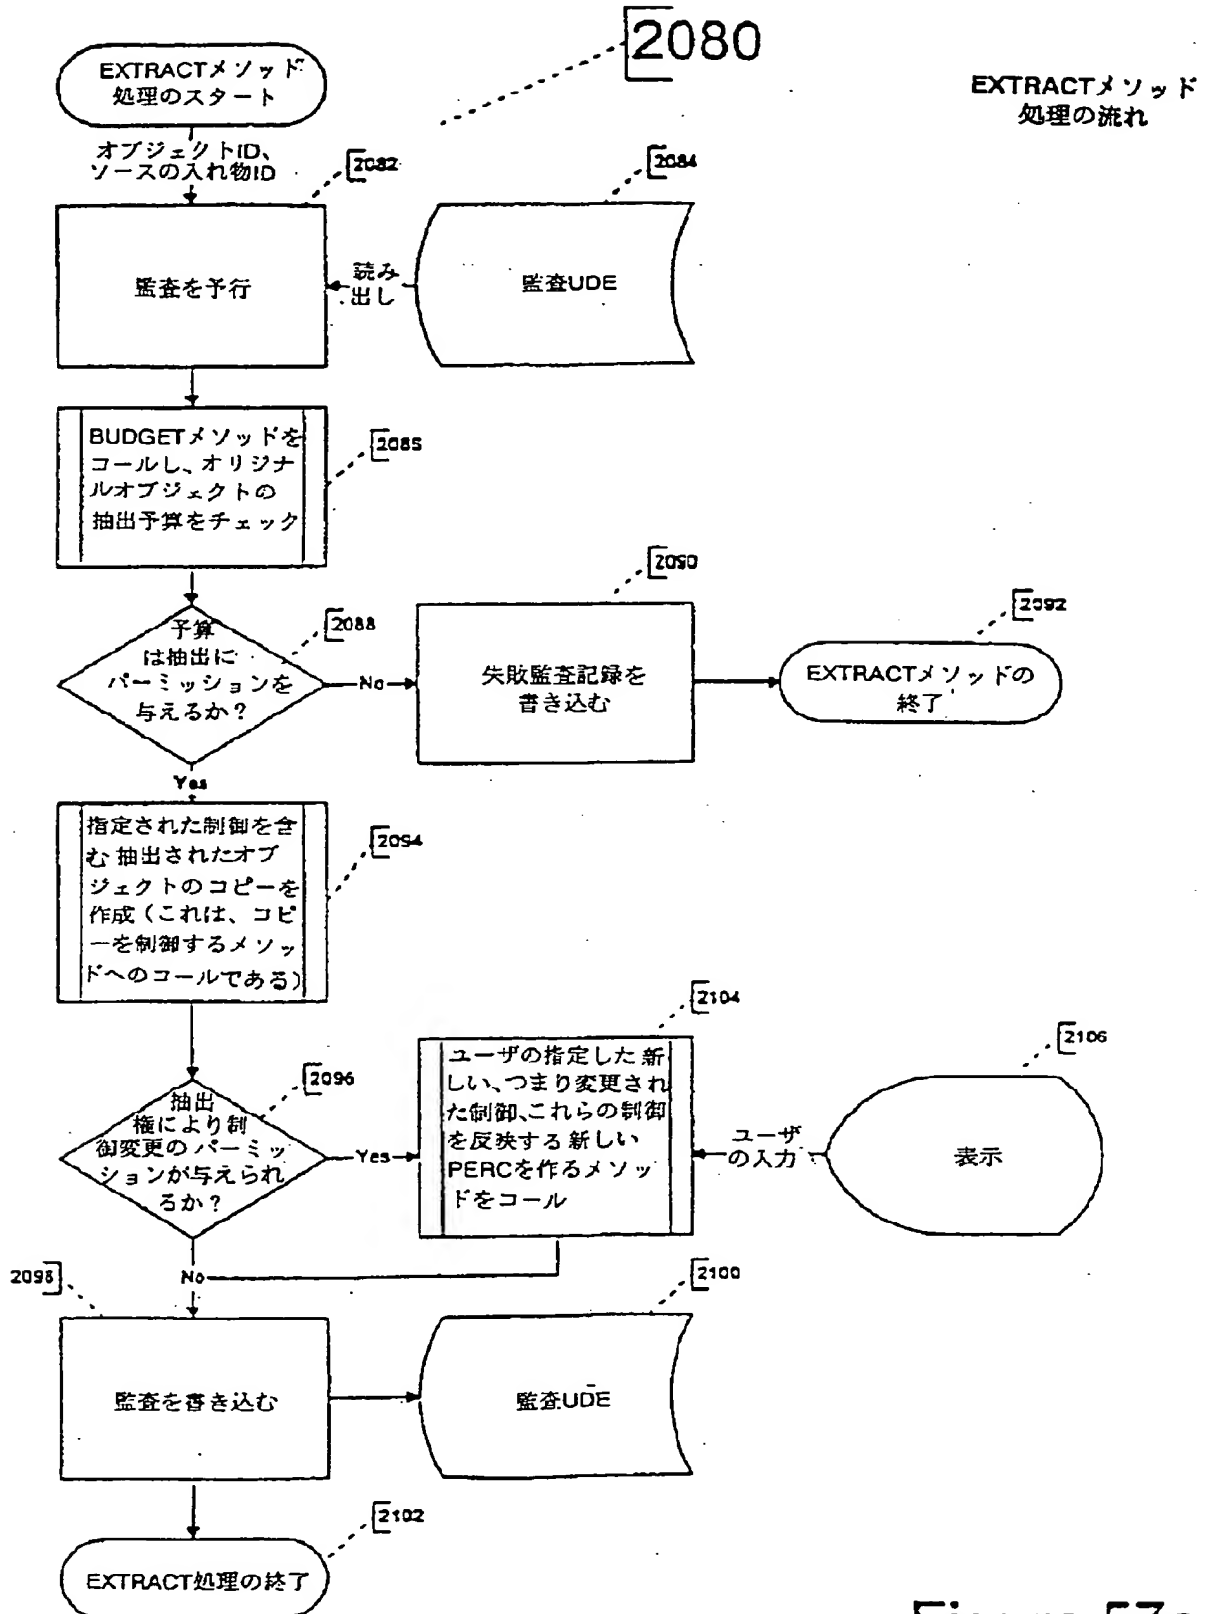 2080
EXTRACTメソッド
処理の流れ
EXTRACTメソッド
処理のスタート
オブジェクトID、
ソースの入れ物ID
2082
2084
監査を予行
読み
出し
監査UDE
BUDGETメソッドを
コールし、オリジナ
ルオブジェクトの
抽出予算をチェック
2085
予算
は抽出に
パーミッションを
与えるか?
2088
No
2090
失敗監査記録を
書き込む
2092
EXTRACTメソッドの
終了
Yes
指定された制御を含
む抽出されたオブ
ジェクトのコピーを
作成(これは、コピ
ーを制御するメソッ
ドへのコールである)
2094
抽出
権により制
御変更のパーミッ
ションが与えられ
るか?
2096
Yes
2104
ユーザの指定した新
しい、つまり変更され
た制御、これらの制御
を反映する新しい
PERCを作るメソッ
ドをコール
ユーザ
の入力
2106
表示
No
2098
監査を書き込む
2100
監査UDE
2102
EXTRACT処理の終了